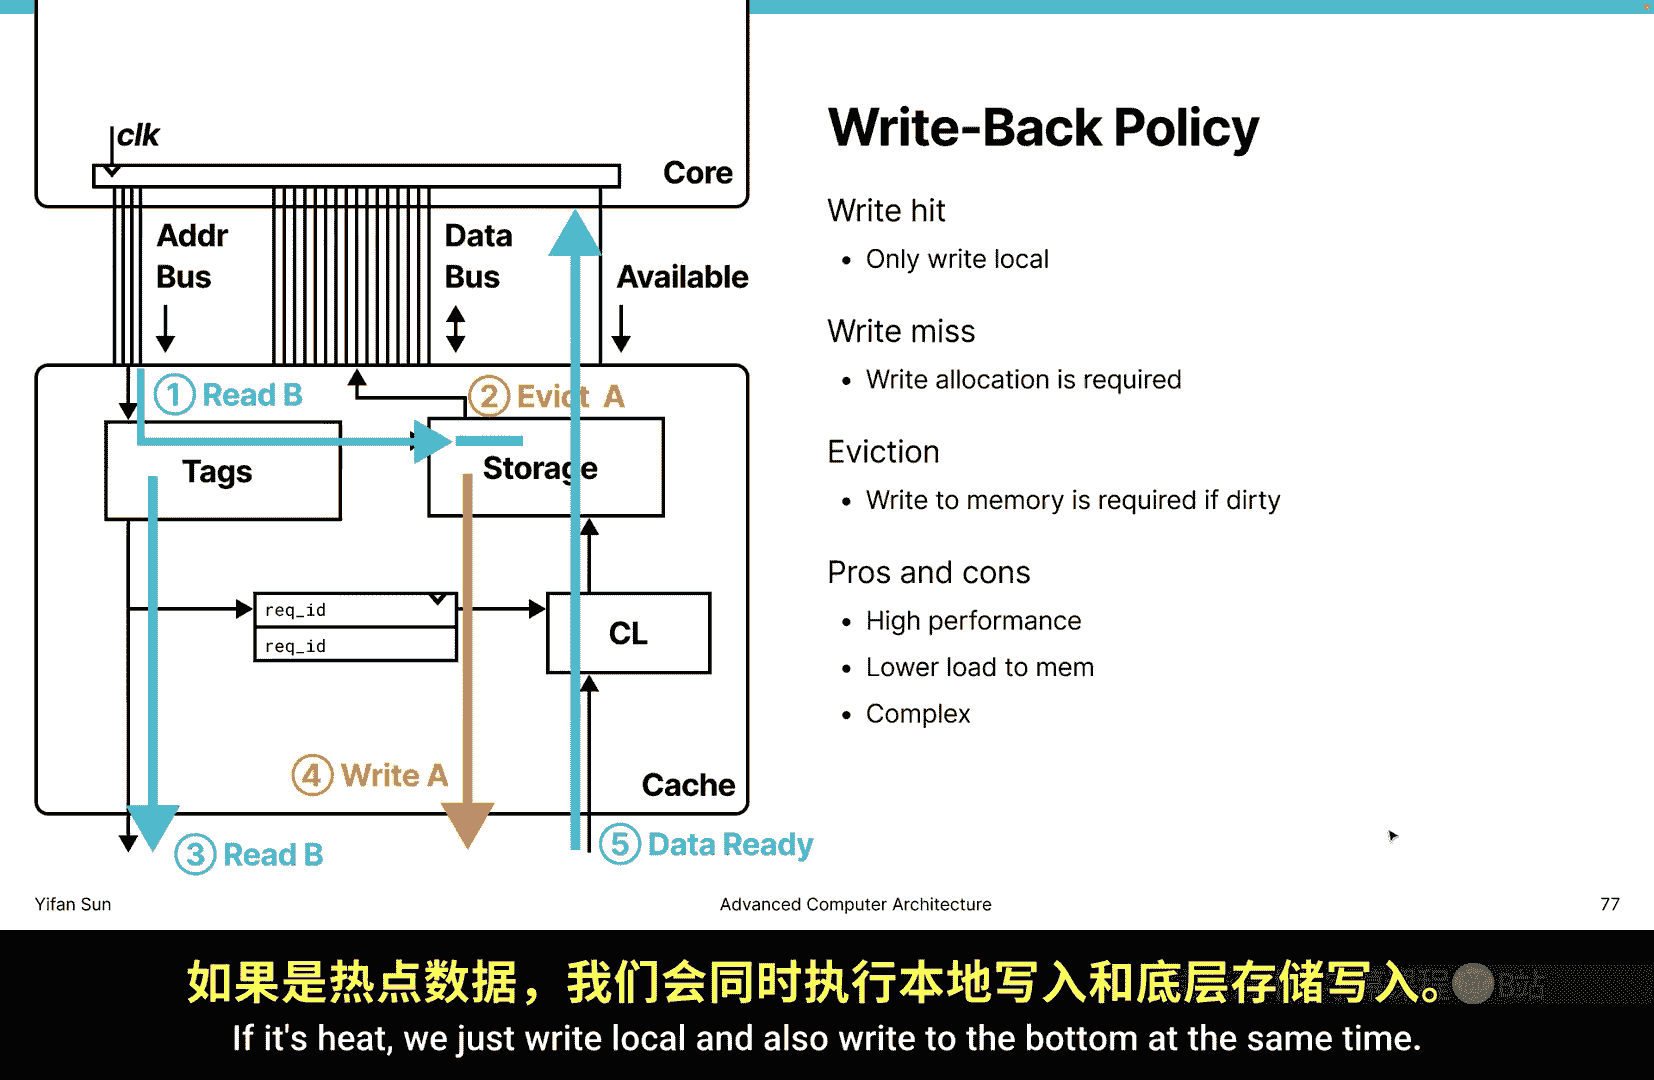 clk
Core
Addr
Bus
Data
Bus
Available
① Read B
② Evict A
Tags
Storage
req_id
req_id
CL
④ Write A
Cache
③ Read B
⑤ Data Ready
Write-Back Policy
Write hit
• Only write local
Write miss
• Write allocation is required
Eviction
• Write to memory is required if dirty
Pros and cons
• High performance
• Lower load to mem
• Complex
Yifan Sun
Advanced Computer Architecture
77
如果是热点数据，我们会同时执行本地写入和底层存储写入。
If it's heat, we just write local and also write to the bottom at the same time.